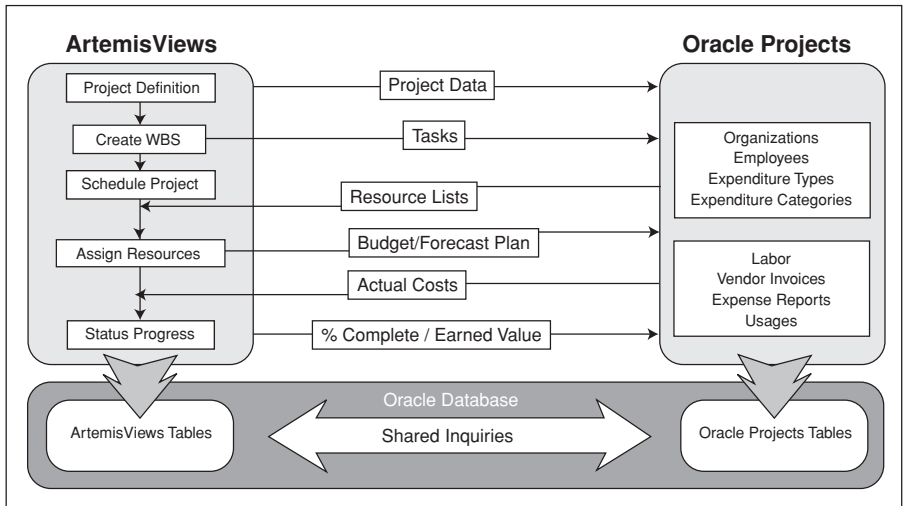 ArtemisViews
Oracle Projects
Project Definition
Project Data
Create WBS
Tasks
Organizations
Employees
Expenditure Types
Expenditure Categories
Schedule Project
Resource Lists
Assign Resources
Budget/Forecast Plan
Labor
Vendor Invoices
Expense Reports
Usages
Actual Costs
Status Progress
% Complete / Earned Value
Oracle Database
ArtemisViews Tables
Shared Inquiries
Oracle Projects Tables